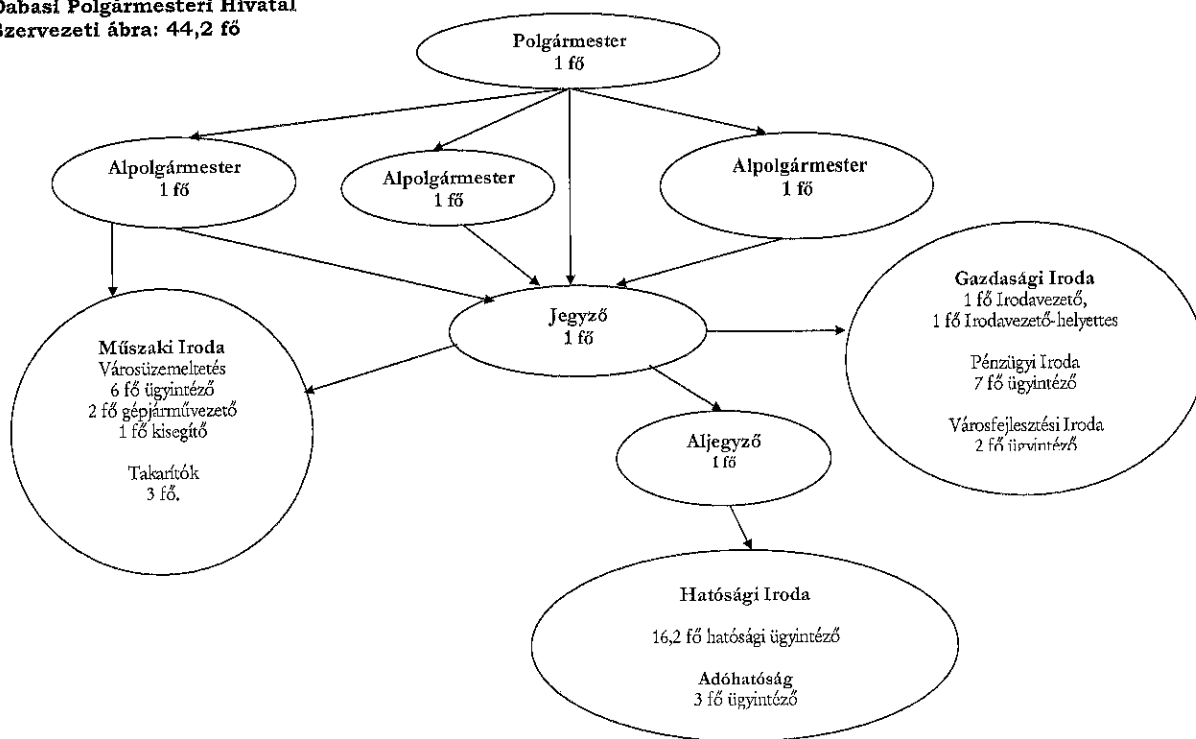 Dabasi Polgármesteri Hivatal
Szervezeti ábra: 44,2 fő
Polgármester
1 fő
Alpolgármester
1 fő
Alpolgármester
1 fő
Alpolgármester
1 fő
Jegyző
1 fő
Műszaki Iroda
Városüzemeltetés
6 fő ügyintéző
2 fő gépjárművezető
1 fő kisegítő
Takarítók
3 fő.
Gazdasági Iroda
1 fő Irodavezető,
1 fő Irodavezető-helyettes
Pénzügyi Iroda
7 fő ügyintéző
Városfejlesztési Iroda
2 fő ügyintéző
Aljegyző
1 fő
Hatósági Iroda
16,2 fő hatósági ügyintéző
Adóhatóság
3 fő ügyintéző